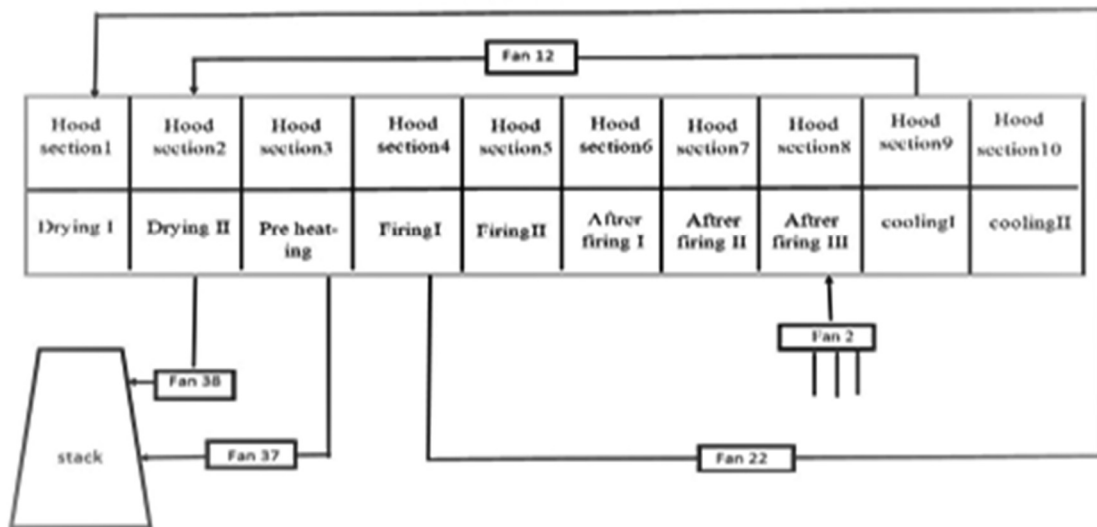 Fan 12
Hood section1
Hood section2
Hood section3
Hood section4
Hood section5
Hood section6
Hood section7
Hood section8
Hood section9
Hood section10
Drying I
Drying II
Pre heat-
ing
FiringI
FiringII
Aftrer
firing I
Aftrer
firing II
Aftrer
firing III
coolingI
coolingII
Fan 2
Fan 38
Fan 37
Fan 22
stack